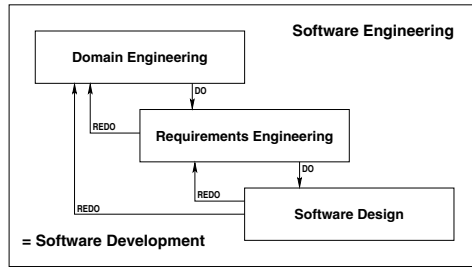 Software Engineering
Domain Engineering
DO
REDO
Requirements Engineering
DO
REDO
REDO
Software Design
= Software Development